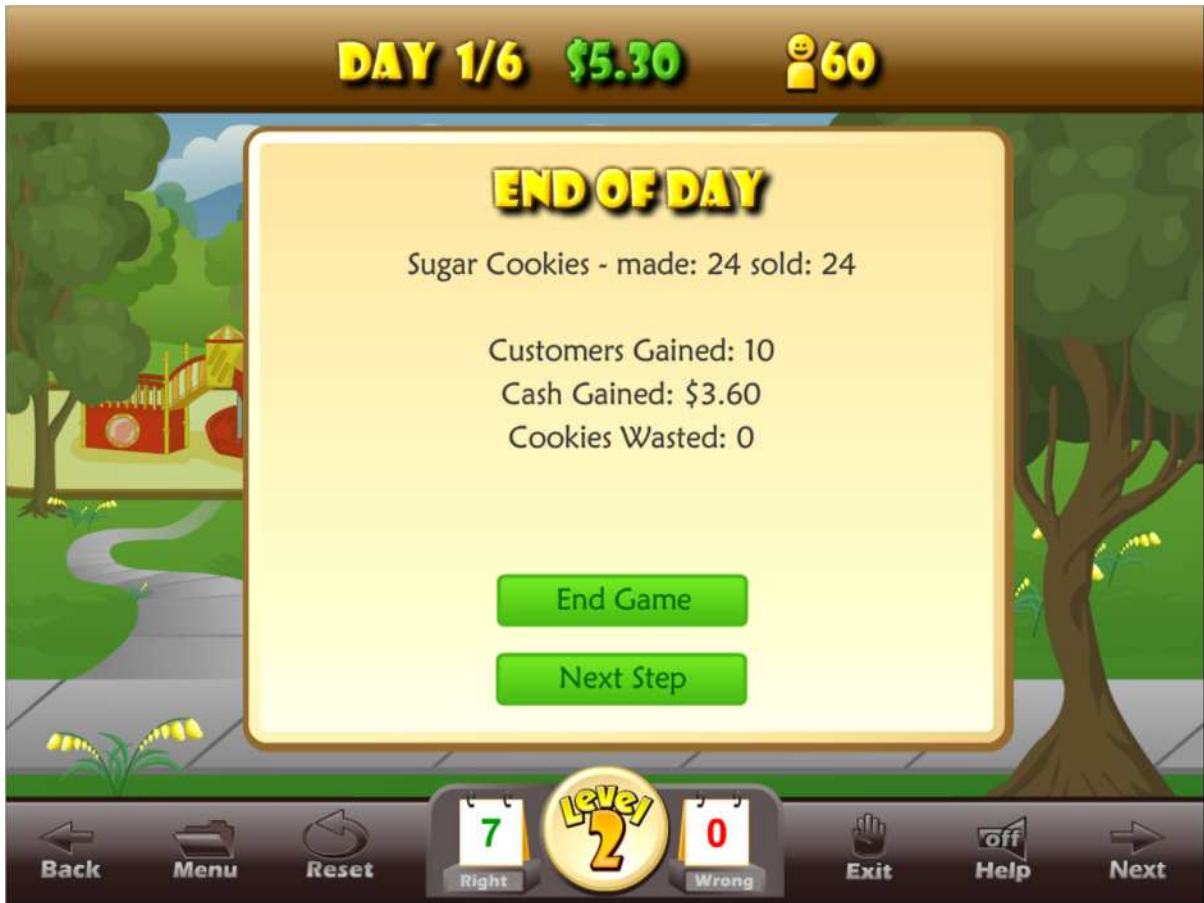 DAY 1/6 $5.30 60
END OF DAY
Sugar Cookies - made: 24 sold: 24
Customers Gained: 10
Cash Gained: $3.60
Cookies Wasted: 0
End Game
Next Step
Back Menu Reset 7 Right Level 2 0 Wrong Exit off Help Next